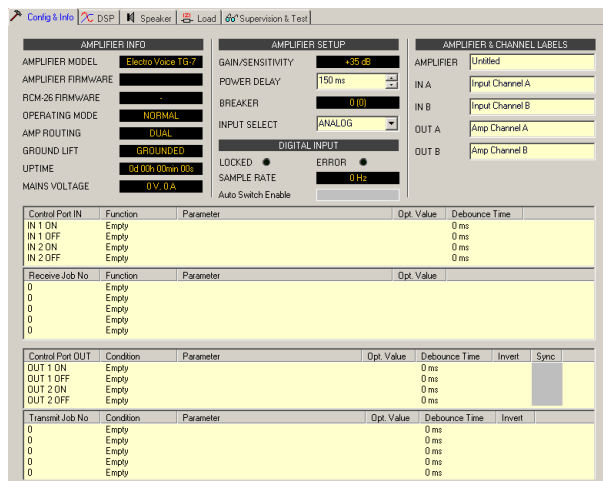 Config & Info DSP Speaker Load Supervision & Test
AMPLIFIER INFO
AMPLIFIER MODEL Electro Voice TG-7
AMPLIFIER FIRMWARE
RCM-26 FIRMWARE -
OPERATING MODE NORMAL
AMP ROUTING DUAL
GROUND LIFT GROUNDED
UPTIME 0d 00h 00min 00s
MAINS VOLTAGE 0 V, 0 A
AMPLIFIER SETUP
GAIN/SENSITIVITY +35 dB
POWER DELAY 150 ms
BREAKER 0 (0)
INPUT SELECT ANALOG
DIGITAL INPUT
LOCKED ERROR
SAMPLE RATE 0 Hz
Auto Switch Enable
AMPLIFIER & CHANNEL LABELS
AMPLIFIER Untitled
IN A Input Channel A
IN B Input Channel B
OUT A Amp Channel A
OUT B Amp Channel B
Control Port IN Function Parameter Opt. Value Debounce Time
IN 1 ON Empty 0 ms
IN 1 OFF Empty 0 ms
IN 2 ON Empty 0 ms
IN 2 OFF Empty 0 ms
Receive Job No Function Parameter Opt. Value
0 Empty
0 Empty
0 Empty
0 Empty
0 Empty
Control Port OUT Condition Parameter Opt. Value Debounce Time Invert Sync
OUT 1 ON Empty 0 ms
OUT 1 OFF Empty 0 ms
OUT 2 ON Empty 0 ms
OUT 2 OFF Empty 0 ms
Transmit Job No Condition Parameter Opt. Value Debounce Time Invert
0 Empty 0 ms
0 Empty 0 ms
0 Empty 0 ms
0 Empty 0 ms
0 Empty 0 ms